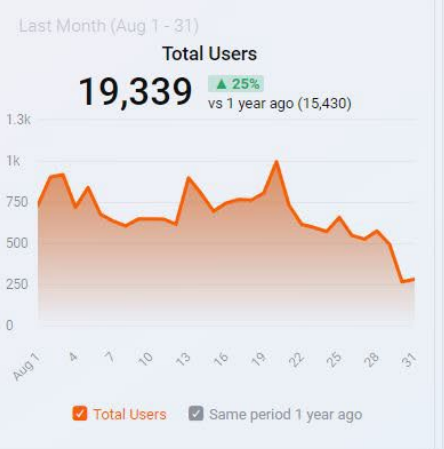 Last Month (Aug 1 - 31)
Total Users
19,339
▲ 25%
vs 1 year ago (15,430)
1.3k
1k
750
500
250
0
Aug 1
4
7
10
13
16
19
22
25
28
31
Total Users
Same period 1 year ago